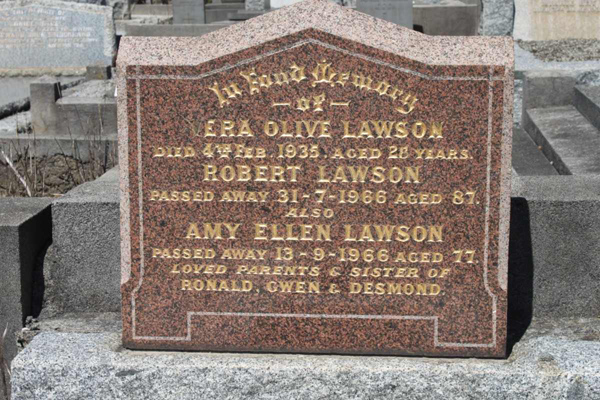 In Fond Memory
of
VERA OLIVE LAWSON
DIED 4TH FEB. 1935, AGED 28 YEARS.
ROBERT LAWSON
PASSED AWAY 31-7-1966 AGED 87.
ALSO
AMY ELLEN LAWSON
PASSED AWAY 13-9-1966 AGED 77.
LOVED PARENTS & SISTER OF
RONALD, GWEN & DESMOND.